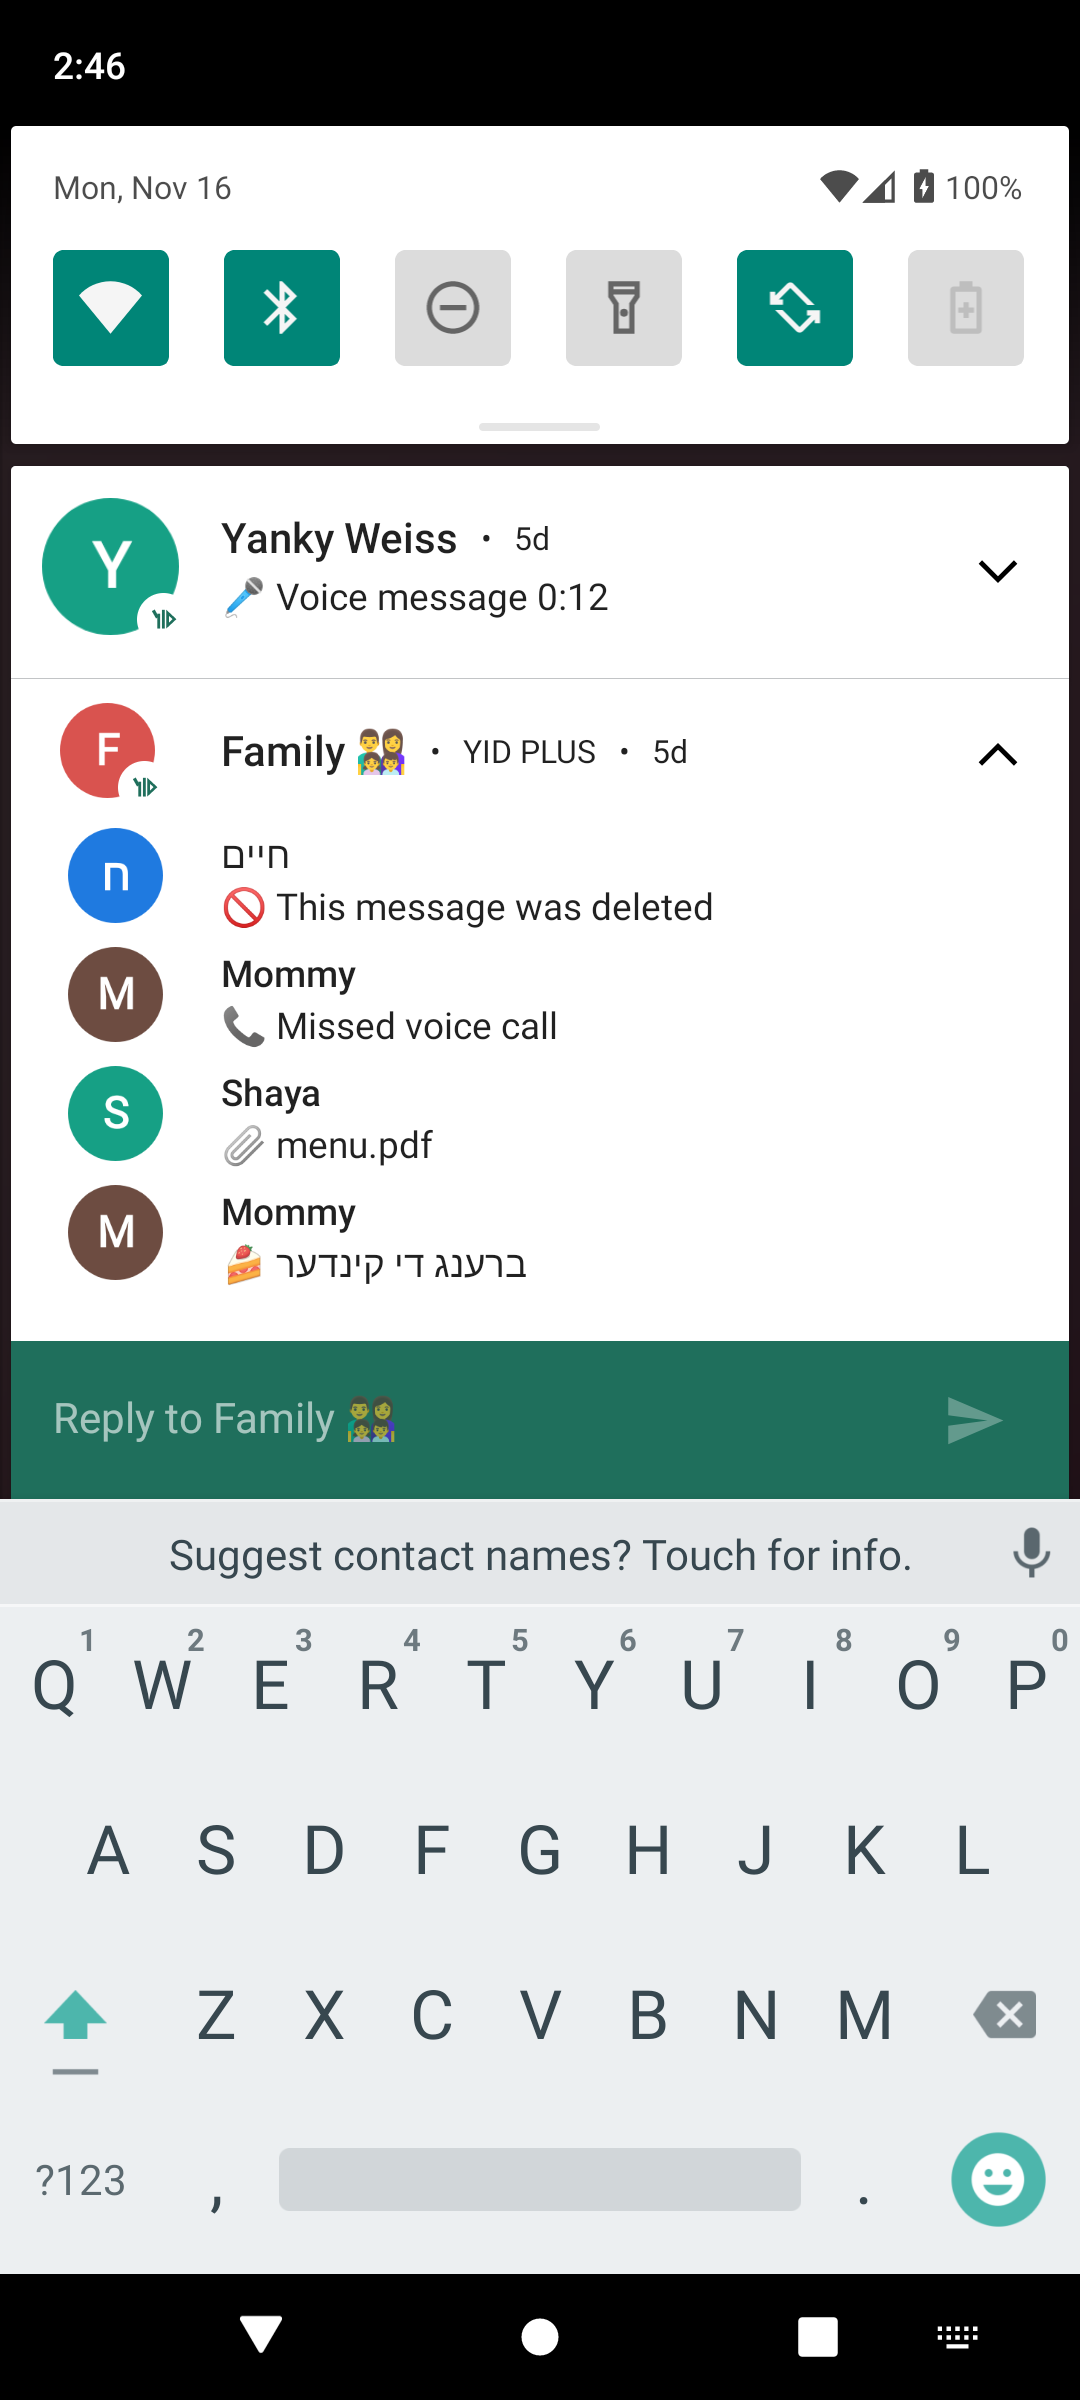 2:46
Mon, Nov 16
100%
Y
Yanky Weiss • 5d
🎤 Voice message 0:12
F
Family 👨‍👩‍👧‍👦 • YID PLUS • 5d
ח
חיים
🚫 This message was deleted
M
Mommy
📞 Missed voice call
S
Shaya
📎 menu.pdf
M
Mommy
ברענג די קינדער 🍰
Reply to Family 👨‍👩‍👧‍👦
Suggest contact names? Touch for info.
1 2 3 4 5 6 7 8 9 0
Q W E R T Y U I O P
A S D F G H J K L
Z X C V B N M
?123 , .